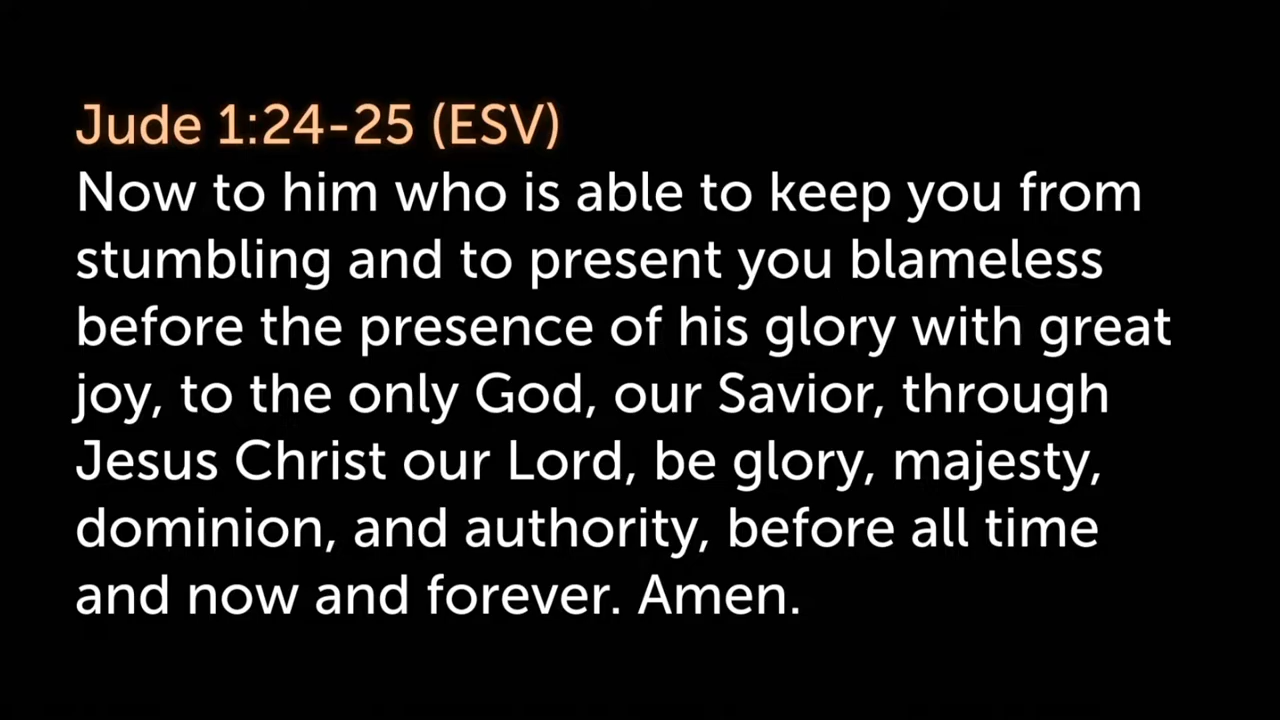 Jude 1:24-25 (ESV)
Now to him who is able to keep you from
stumbling and to present you blameless
before the presence of his glory with great
joy, to the only God, our Savior, through
Jesus Christ our Lord, be glory, majesty,
dominion, and authority, before all time
and now and forever. Amen.